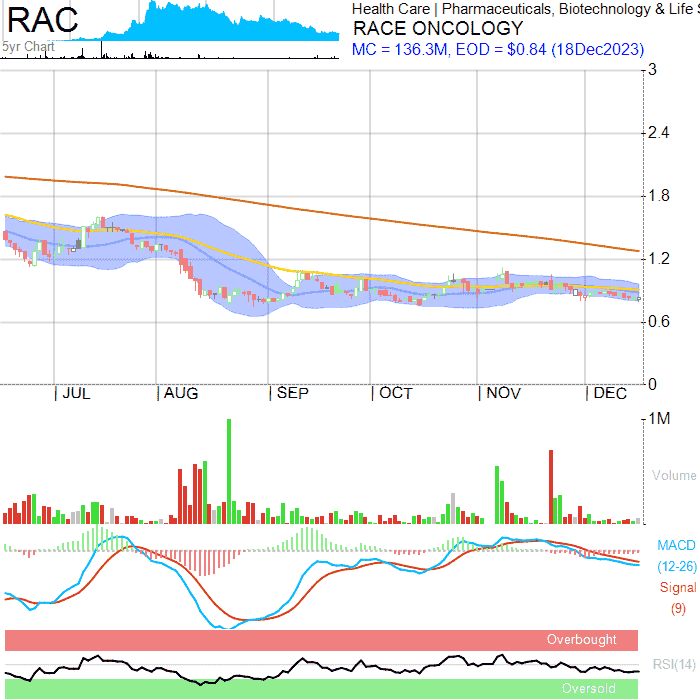 RAC
5yr Chart
Health Care | Pharmaceuticals, Biotechnology & Life S
RACE ONCOLOGY
MC = 136.3M, EOD = $0.84 (18Dec2023)
3
2.4
1.8
1.2
0.6
0
JUL AUG SEP OCT NOV DEC
1M
Volume
MACD
(12-26)
Signal
(9)
Overbought
RSI(14)
Oversold